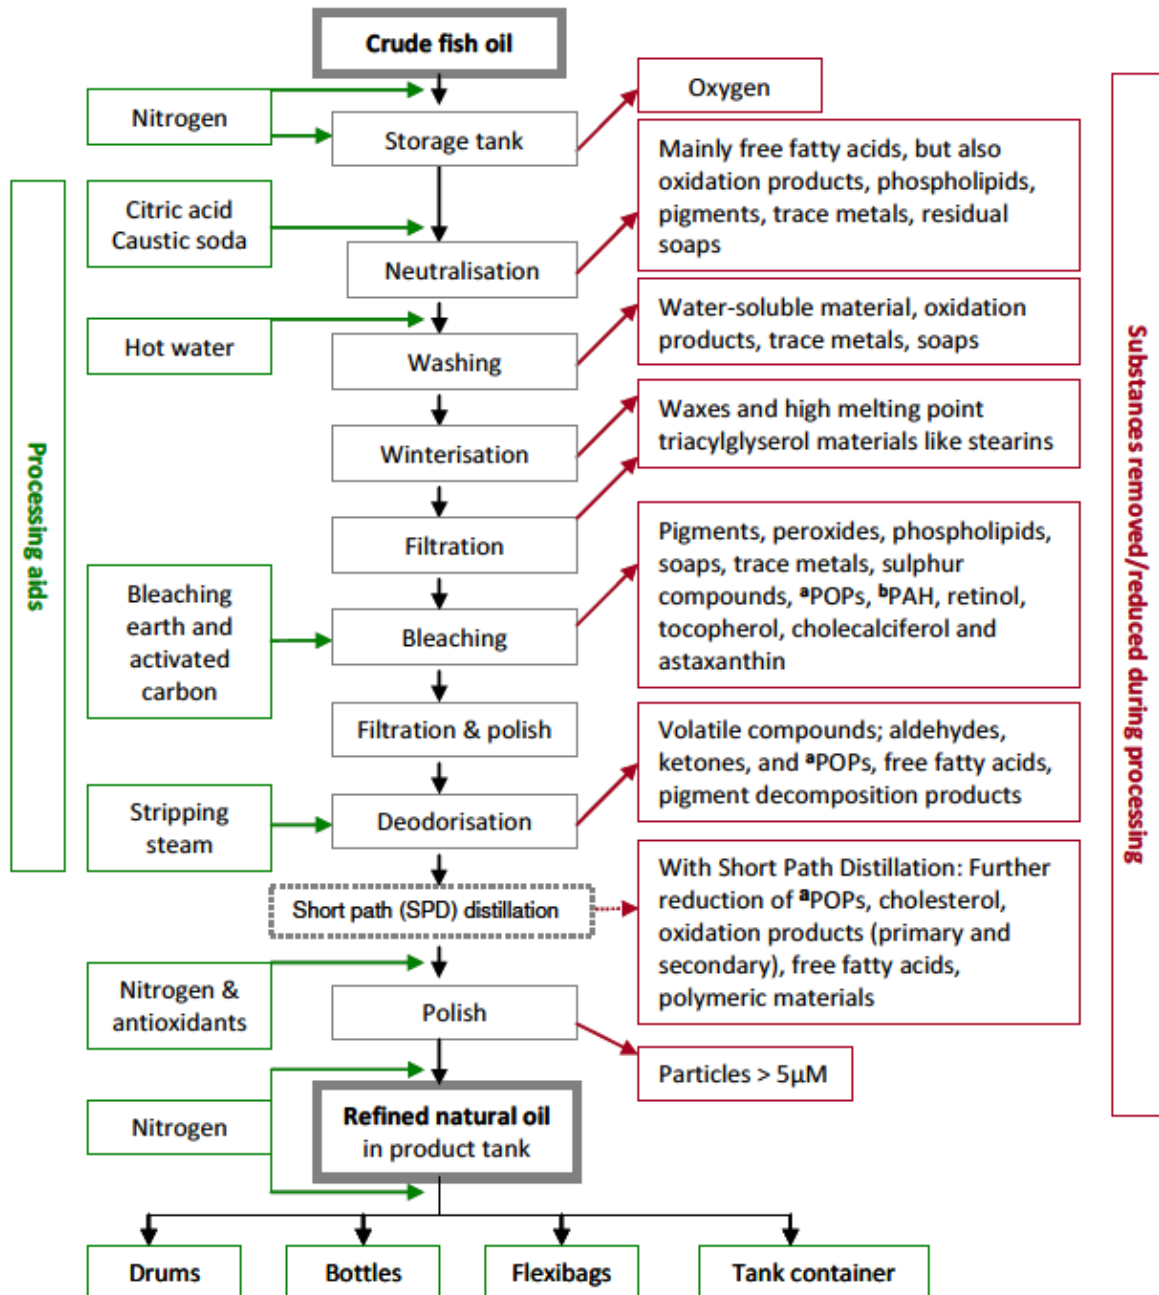 Crude fish oil
Nitrogen
Oxygen
Storage tank
Mainly free fatty acids, but also
oxidation products, phospholipids,
pigments, trace metals, residual
soaps
Citric acid
Caustic soda
Neutralisation
Water-soluble material, oxidation
products, trace metals, soaps
Hot water
Washing
Waxes and high melting point
triacylglyserol materials like stearins
Winterisation
Filtration
Pigments, peroxides, phospholipids,
soaps, trace metals, sulphur
compounds, ᵃPOPs, ᵇPAH, retinol,
tocopherol, cholecalciferol and
astaxanthin
Bleaching
earth and
activated
carbon
Bleaching
Filtration & polish
Volatile compounds; aldehydes,
ketones, and ᵃPOPs, free fatty acids,
pigment decomposition products
Stripping
steam
Deodorisation
Short path (SPD) distillation
With Short Path Distillation: Further
reduction of ᵃPOPs, cholesterol,
oxidation products (primary and
secondary), free fatty acids,
polymeric materials
Nitrogen &
antioxidants
Polish
Particles > 5µM
Nitrogen
Refined natural oil
in product tank
Drums
Bottles
Flexibags
Tank container
Processing aids
Substances removed/reduced during processing